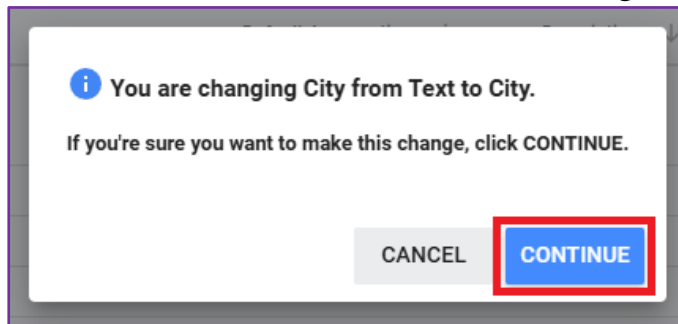 You are changing City from Text to City.
If you're sure you want to make this change, click CONTINUE.
CANCEL CONTINUE